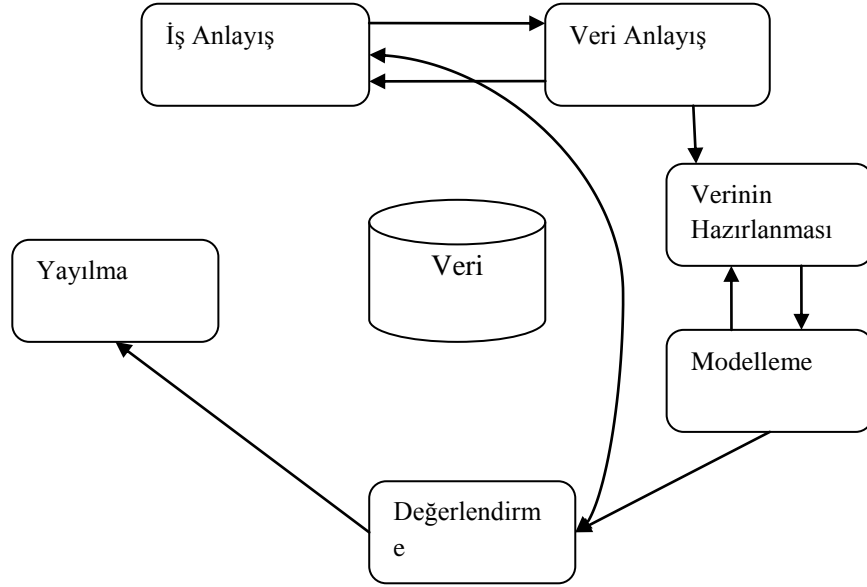 İş Anlayış
Veri Anlayış
Verinin
Hazırlanması
Veri
Yayılma
Modelleme
Değerlendirm
e